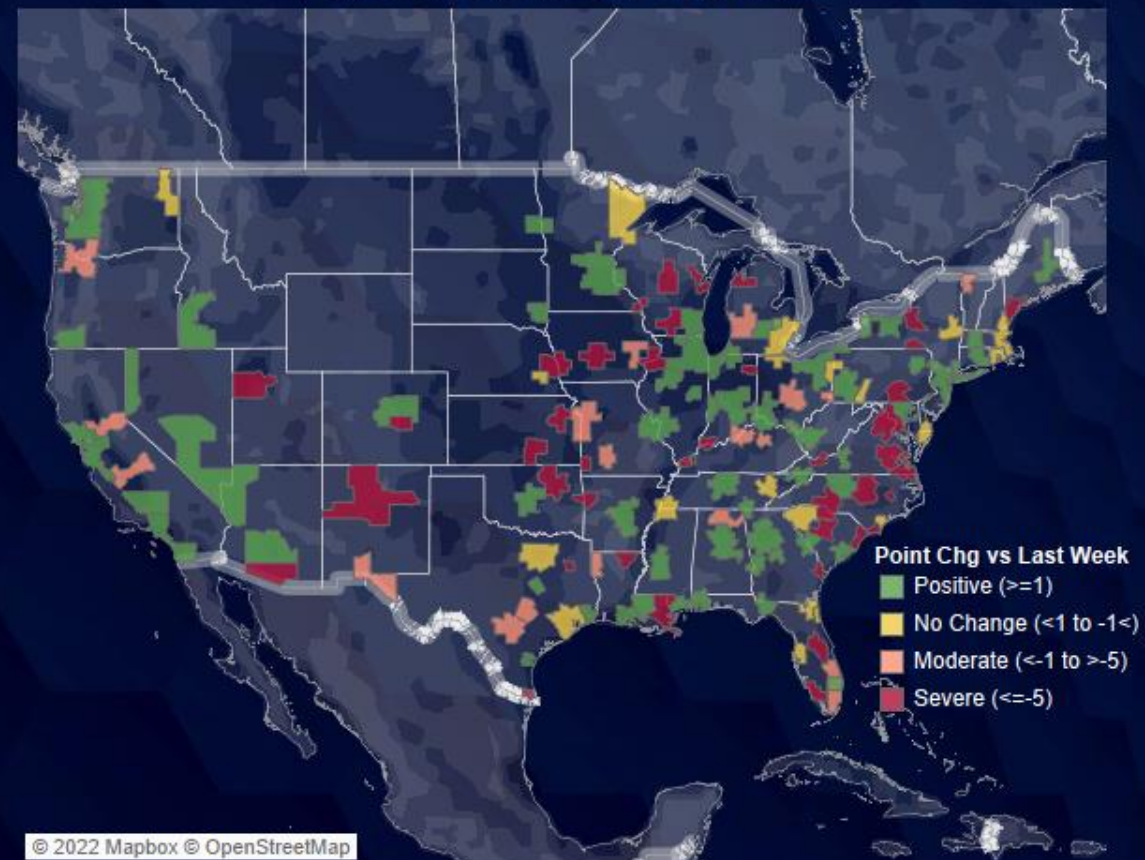 Point Chg vs Last Week
Positive (>=1)
No Change (<1 to -1<)
Moderate (<-1 to >-5)
Severe (<=-5)
© 2022 Mapbox © OpenStreetMap